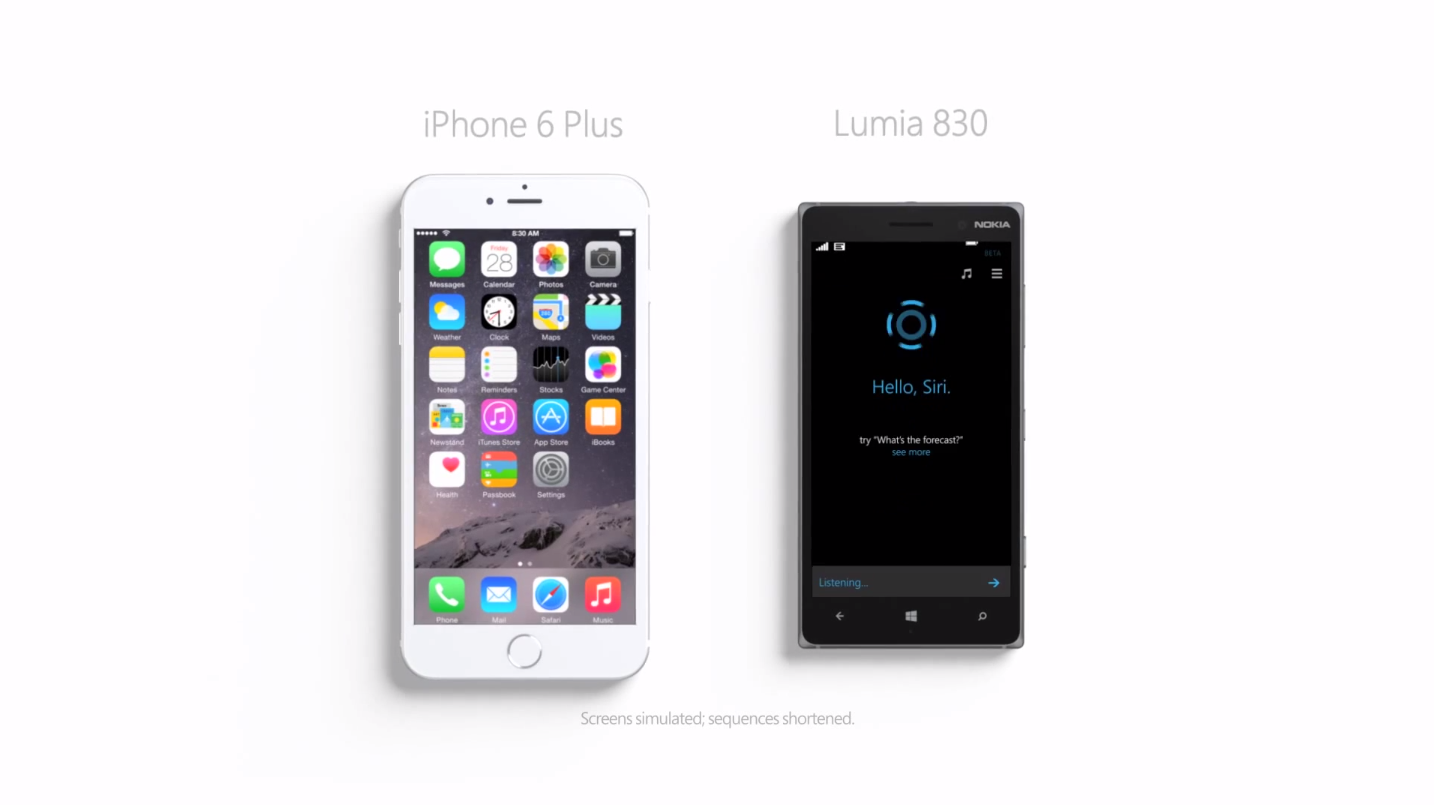 iPhone 6 Plus
Lumia 830
8:30 AM
Friday
28
Messages Calendar Photos Camera
280
Weather Clock Maps Videos
Notes Reminders Stocks Game Center
Newsstand iTunes Store App Store iBooks
Health Passbook Settings
Phone Mail Safari Music
NOKIA
BETA
Hello, Siri.
try "What's the forecast?"
see more
Listening...
Screens simulated; sequences shortened.